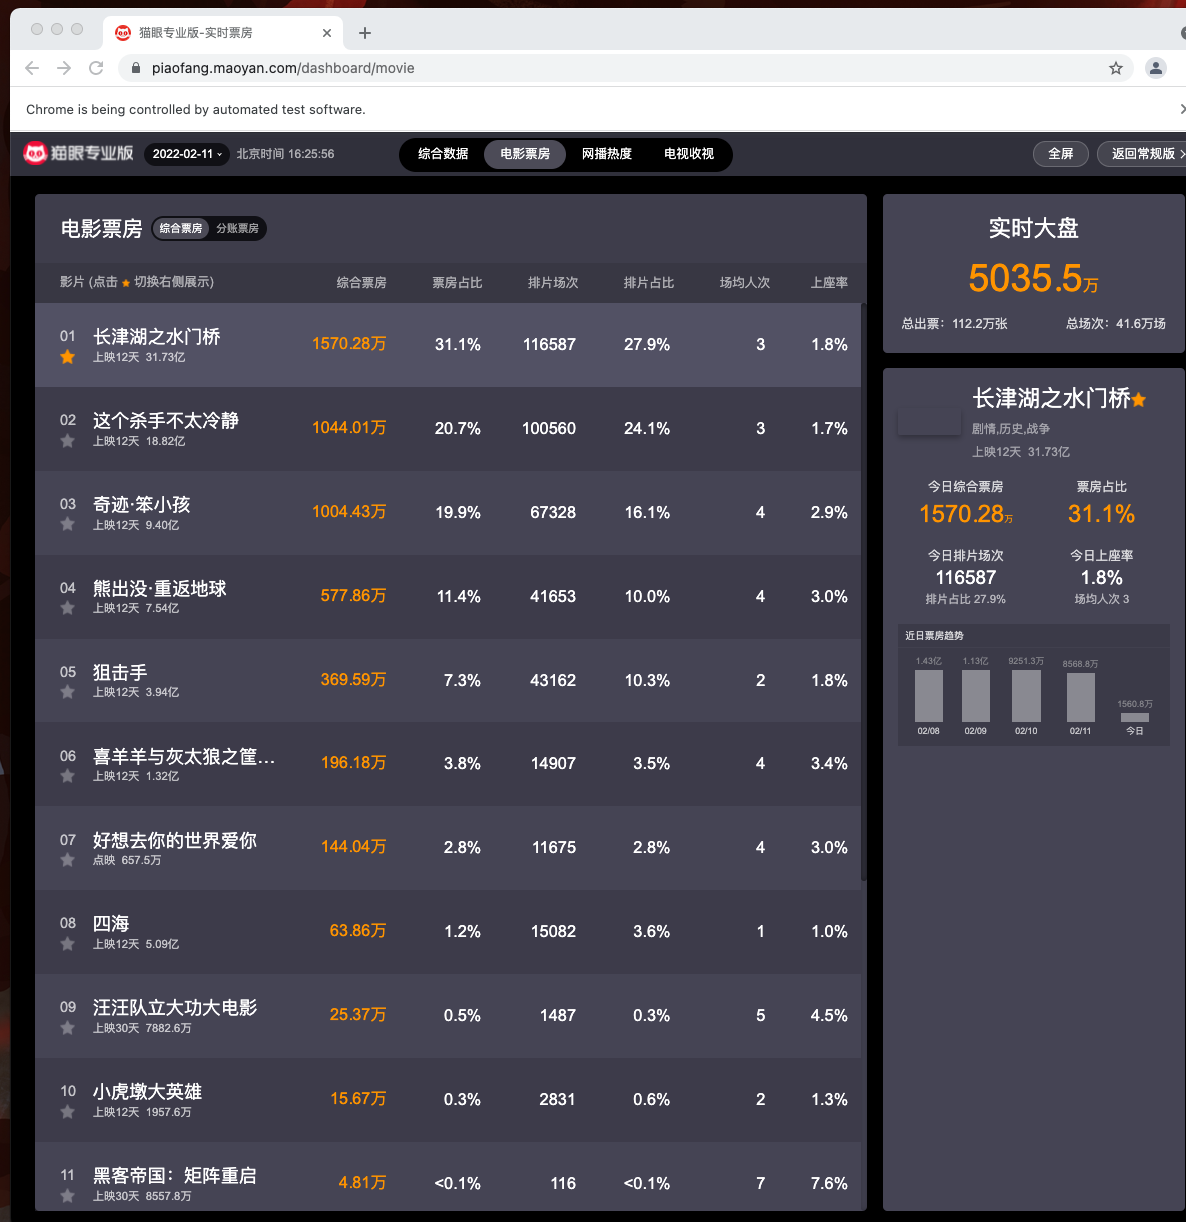 猫眼专业版-实时票房
piaofang.maoyan.com/dashboard/movie
Chrome is being controlled by automated test software.
猫眼专业版
2022-02-11
北京时间 16:25:56
综合数据
电影票房
网播热度
电视收视
全屏
返回常规版
电影票房
综合票房
分账票房
影片 (点击 ★ 切换右侧展示)
综合票房
票房占比
排片场次
排片占比
场均人次
上座率
01 长津湖之水门桥 1570.28万 31.1% 116587 27.9% 3 1.8%
上映12天 31.73亿
02 这个杀手不太冷静 1044.01万 20.7% 100560 24.1% 3 1.7%
上映12天 18.82亿
03 奇迹·笨小孩 1004.43万 19.9% 67328 16.1% 4 2.9%
上映12天 9.40亿
04 熊出没·重返地球 577.86万 11.4% 41653 10.0% 4 3.0%
上映12天 7.54亿
05 狙击手 369.59万 7.3% 43162 10.3% 2 1.8%
上映12天 3.94亿
06 喜羊羊与灰太狼之筐... 196.18万 3.8% 14907 3.5% 4 3.4%
上映12天 1.32亿
07 好想去你的世界爱你 144.04万 2.8% 11675 2.8% 4 3.0%
点映 657.5万
08 四海 63.86万 1.2% 15082 3.6% 1 1.0%
上映12天 5.09亿
09 汪汪队立大功大电影 25.37万 0.5% 1487 0.3% 5 4.5%
上映30天 7882.6万
10 小虎墩大英雄 15.67万 0.3% 2831 0.6% 2 1.3%
上映12天 1957.6万
11 黑客帝国：矩阵重启 4.81万 <0.1% 116 <0.1% 7 7.6%
上映30天 8557.8万
实时大盘
5035.5万
总出票：112.2万张
总场次：41.6万场
长津湖之水门桥
剧情,历史,战争
上映12天 31.73亿
今日综合票房
票房占比
1570.28万
31.1%
今日排片场次
今日上座率
116587
1.8%
排片占比 27.9%
场均人次 3
近日票房趋势
1.43亿
1.13亿
9251.3万
8568.8万
1560.8万
02/08
02/09
02/10
02/11
今日